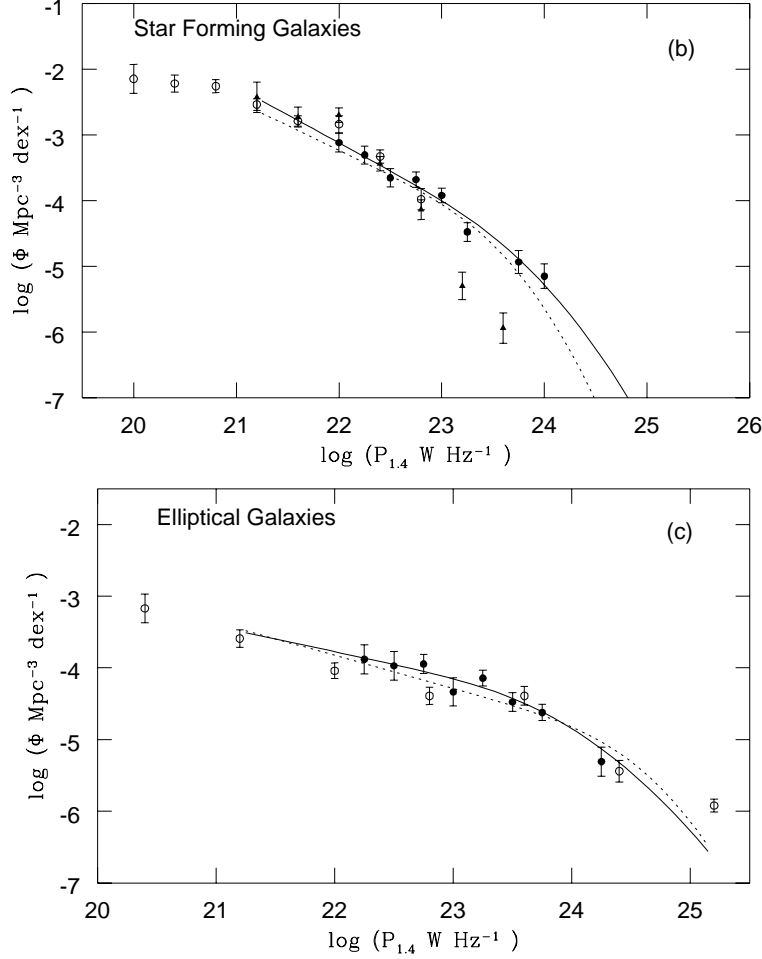 -1
Star Forming Galaxies
(b)
-2
-3
-4
-5
-6
-7
log (Φ Mpc⁻³ dex⁻¹ )
20 21 22 23 24 25 26
log (P₁.₄ W Hz⁻¹ )
Elliptical Galaxies
(c)
-2
-3
-4
-5
-6
-7
log (Φ Mpc⁻³ dex⁻¹ )
20 21 22 23 24 25
log (P₁.₄ W Hz⁻¹ )